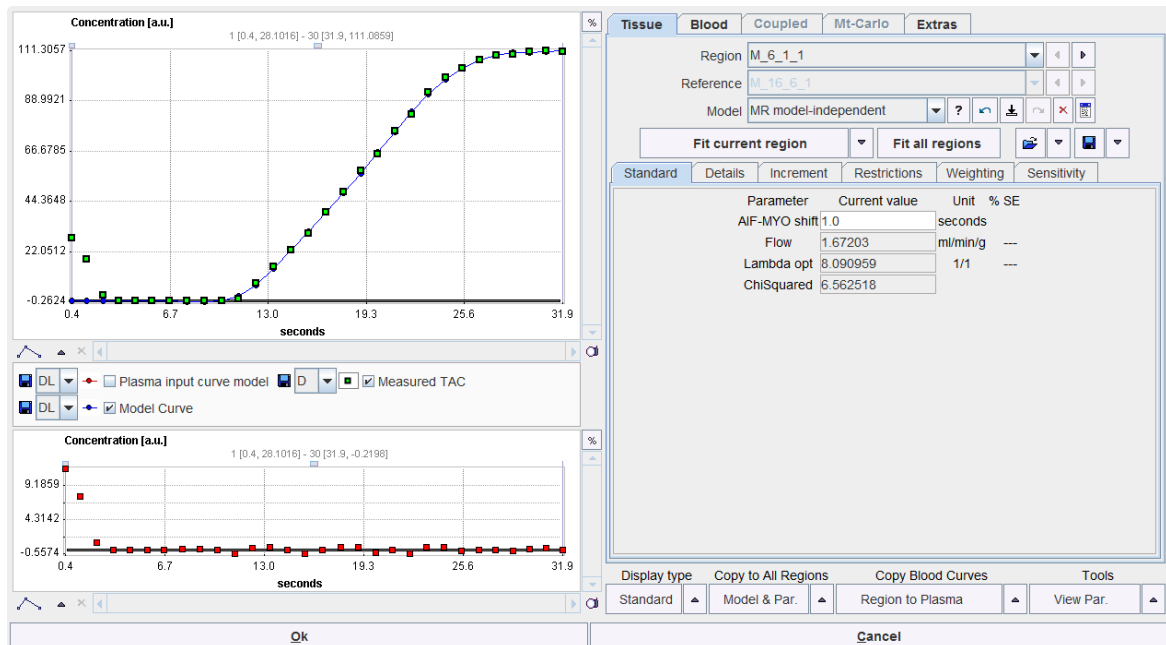 Concentration [a.u.]
1 [0.4, 28.1016] - 30 [31.9, 111.0859]
%
111.3057
88.9921
66.6785
44.3648
22.0512
-0.2624
0.4 6.7 13.0 19.3 25.6 31.9
seconds
DL Plasma input curve model D Measured TAC
DL Model Curve
Concentration [a.u.]
1 [0.4, 28.1016] - 30 [31.9, -0.2198]
%
9.1859
4.3142
-0.5574
0.4 6.7 13.0 19.3 25.6 31.9
seconds
Tissue Blood Coupled Mt-Carlo Extras
Region M_6_1_1
Reference M_16_6_1
Model MR model-independent ?
Fit current region Fit all regions
Standard Details Increment Restrictions Weighting Sensitivity
Parameter Current value Unit % SE
AIF-MYO shift 1.0 seconds
Flow 1.67203 ml/min/g ---
Lambda opt 8.090959 1/1 ---
ChiSquared 6.562518
Display type Copy to All Regions Copy Blood Curves Tools
Standard Model & Par. Region to Plasma View Par.
Ok Cancel